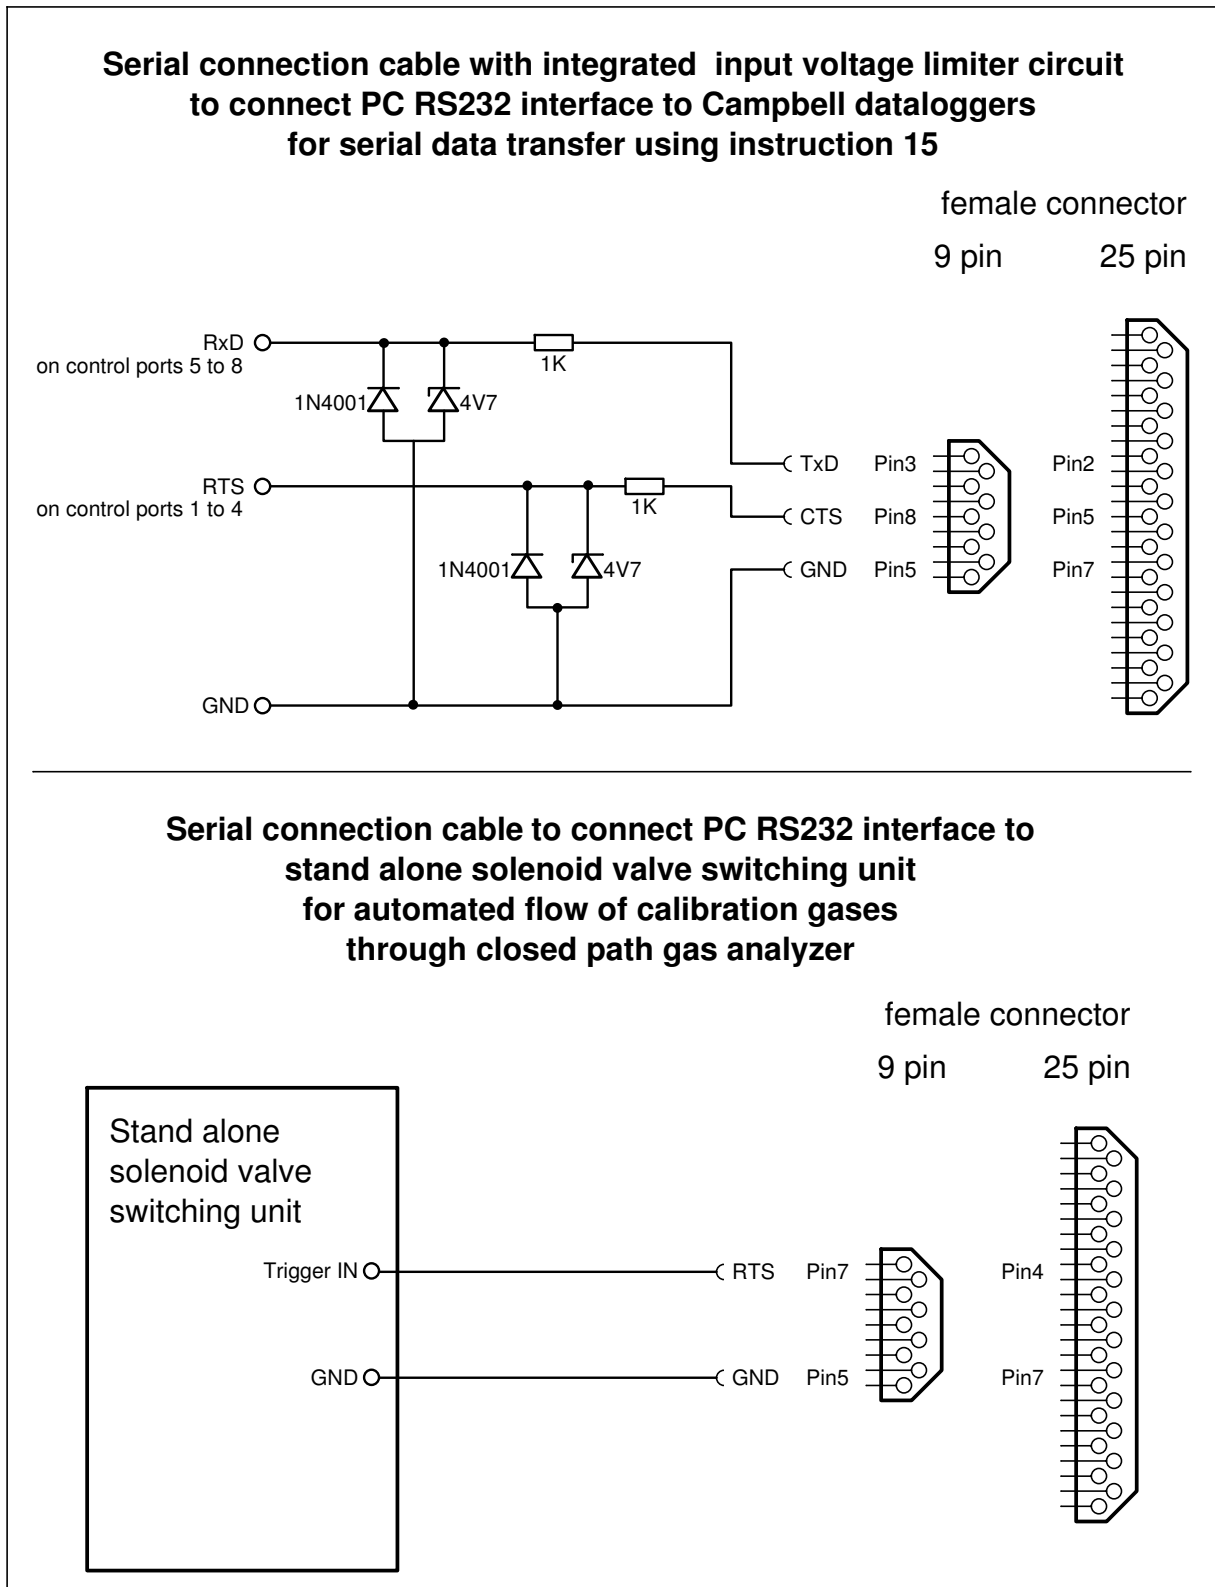 Serial connection cable with integrated  input voltage limiter circuit
to connect PC RS232 interface to Campbell dataloggers
for serial data transfer using instruction 15
female connector
9 pin 25 pin
RxD
on control ports 5 to 8
1K
1N4001 4V7
TxD Pin3 Pin2
RTS
on control ports 1 to 4
1K
CTS Pin8 Pin5
1N4001 4V7
GND Pin5 Pin7
GND
Serial connection cable to connect PC RS232 interface to
stand alone solenoid valve switching unit
for automated flow of calibration gases
through closed path gas analyzer
female connector
9 pin 25 pin
Stand alone
solenoid valve
switching unit
Trigger IN RTS Pin7 Pin4
GND GND Pin5 Pin7